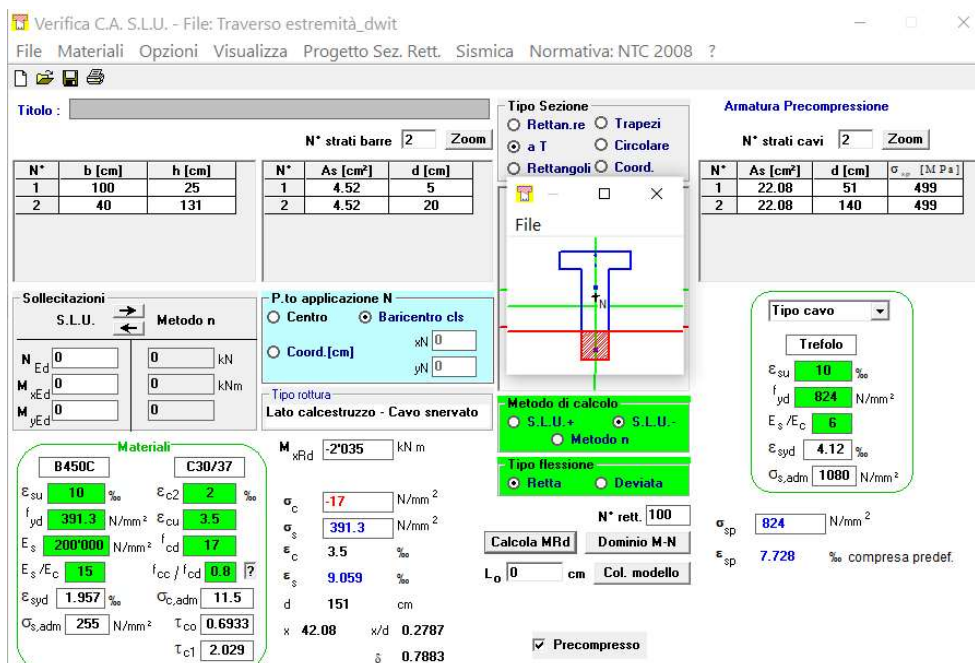 Verifica C.A. S.L.U. - File: Traverso estremità_dwit
File Materiali Opzioni Visualizza Progetto Sez. Rett. Sismica Normativa: NTC 2008 ?
Titolo :
N° strati barre 2 Zoom
N° b [cm] h [cm]
1 100 25
2 40 131
N° As [cm²] d [cm]
1 4.52 5
2 4.52 20
Tipo Sezione
Rettan.re Trapezi
a T Circolare
Rettangoli Coord.
File
N
Armatura Precompressione
N° strati cavi 2 Zoom
N° As [cm²] d [cm] σsp [MPa]
1 22.08 51 499
2 22.08 140 499
Sollecitazioni
S.L.U. Metodo n
N Ed 0 0 kN
M xEd 0 0 kNm
M yEd 0 0
P.to applicazione N
Centro Baricentro cls
Coord.[cm] xN 0
yN 0
Tipo rottura
Lato calcestruzzo - Cavo snervato
Metodo di calcolo
S.L.U.+ S.L.U.-
Metodo n
Tipo flessione
Retta Deviata
Tipo cavo
Trefolo
εsu 10 ‰
fyd 824 N/mm²
Es/Ec 6
εsyd 4.12 ‰
σs,adm 1080 N/mm²
Materiali
B450C C30/37
εsu 10 ‰ εc2 2 ‰
fyd 391.3 N/mm² εcu 3.5
Es 200'000 N/mm² fcd 17
Es/Ec 15 fcc / fcd 0.8 ?
εsyd 1.957 ‰ σc,adm 11.5
σs,adm 255 N/mm² τco 0.6933
τc1 2.029
M xRd -2'035 kN m
σc -17 N/mm²
σs 391.3 N/mm²
εc 3.5 ‰
εs 9.059 ‰
d 151 cm
x 42.08 x/d 0.2787
δ 0.7883
N° rett. 100
Calcola MRd Dominio M-N
L₀ 0 cm Col. modello
Precompresso
σsp 824 N/mm²
εsp 7.728 ‰ compresa predef.